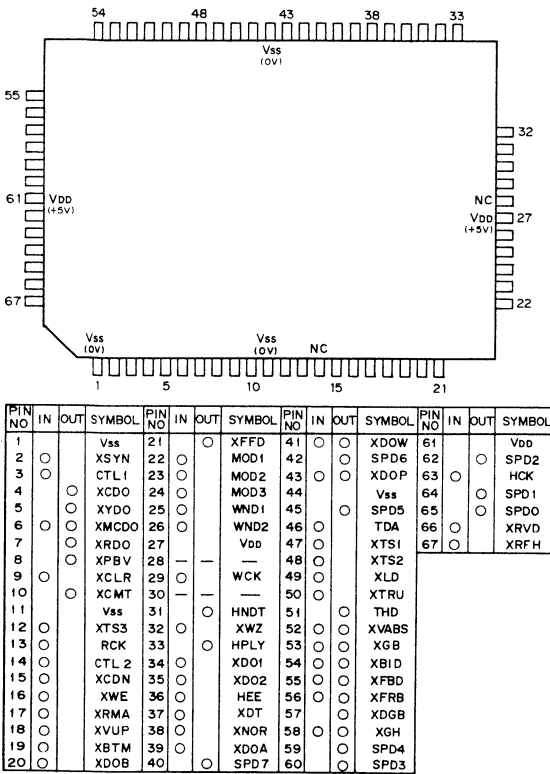 54 48 43 38 33
Vss
(0V)
55
32
61 VDD
(+5V)
NC
VDD 27
(+5V)
67
22
Vss
(0V)
Vss
(0V)
NC
1 5 10 15 21
PIN NO IN OUT SYMBOL PIN NO IN OUT SYMBOL PIN NO IN OUT SYMBOL PIN NO IN OUT SYMBOL
1 Vss 21 ○ XFFD 41 ○ ○ XDOW 61 VDD
2 ○ XSYN 22 ○ MOD1 42 ○ SPD6 62 ○ SPD2
3 ○ CTL1 23 ○ MOD2 43 ○ ○ XDOP 63 ○ HCK
4 ○ XCDO 24 ○ MOD3 44 Vss 64 ○ SPD1
5 ○ XYDO 25 ○ WND1 45 ○ SPD5 65 ○ SPD0
6 ○ ○ XMCDO 26 ○ WND2 46 ○ TDA 66 ○ XRVD
7 ○ XRDO 27 VDD 47 ○ XTS1 67 ○ XRFH
8 ○ XPBV 28 — — — 48 ○ XTS2
9 ○ XCLR 29 ○ WCK 49 ○ XLD
10 ○ XCMT 30 — — — 50 ○ XTRU
11 Vss 31 ○ HNDT 51 ○ THD
12 ○ XTS3 32 ○ XWZ 52 ○ ○ XVABS
13 ○ RCK 33 ○ HPLY 53 ○ ○ XGB
14 ○ CTL 2 34 ○ XDO1 54 ○ ○ XBID
15 ○ XCDN 35 ○ XDO2 55 ○ ○ XFBD
16 ○ XWE 36 ○ HEE 56 ○ ○ XFRB
17 ○ XRMA 37 ○ XDT 57 ○ XDGB
18 ○ XVUP 38 ○ XNOR 58 ○ ○ XGH
19 ○ XBTM 39 ○ XDOA 59 ○ SPD4
20 ○ XDOB 40 ○ SPD7 60 ○ SPD3